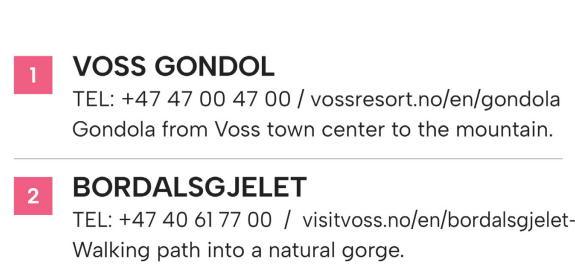 1
VOSS GONDOL
TEL: +47 47 00 47 00 / vossresort.no/en/gondola
Gondola from Voss town center to the mountain.
2
BORDALSGJELET
TEL: +47 40 61 77 00 / visitvoss.no/en/bordalsgjelet-
Walking path into a natural gorge.